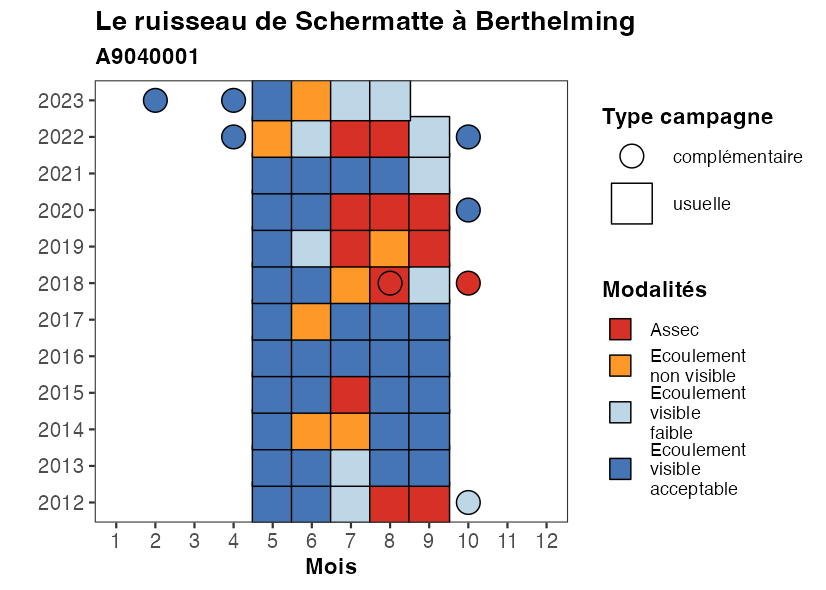 Le ruisseau de Schermatte à Berthelming
A9040001
2023
2022
2021
2020
2019
2018
2017
2016
2015
2014
2013
2012
1 2 3 4 5 6 7 8 9 10 11 12
Mois
Type campagne
complémentaire
usuelle
Modalités
Assec
Ecoulement
non visible
Ecoulement
visible
faible
Ecoulement
visible
acceptable